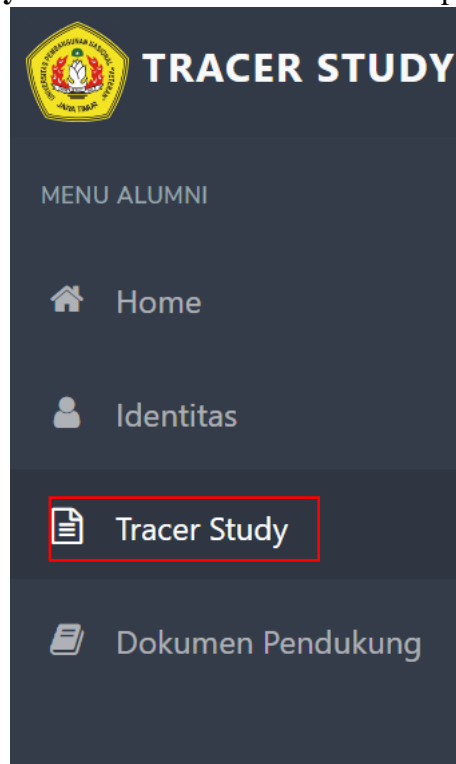 TRACER STUDY
MENU ALUMNI
Home
Identitas
Tracer Study
Dokumen Pendukung